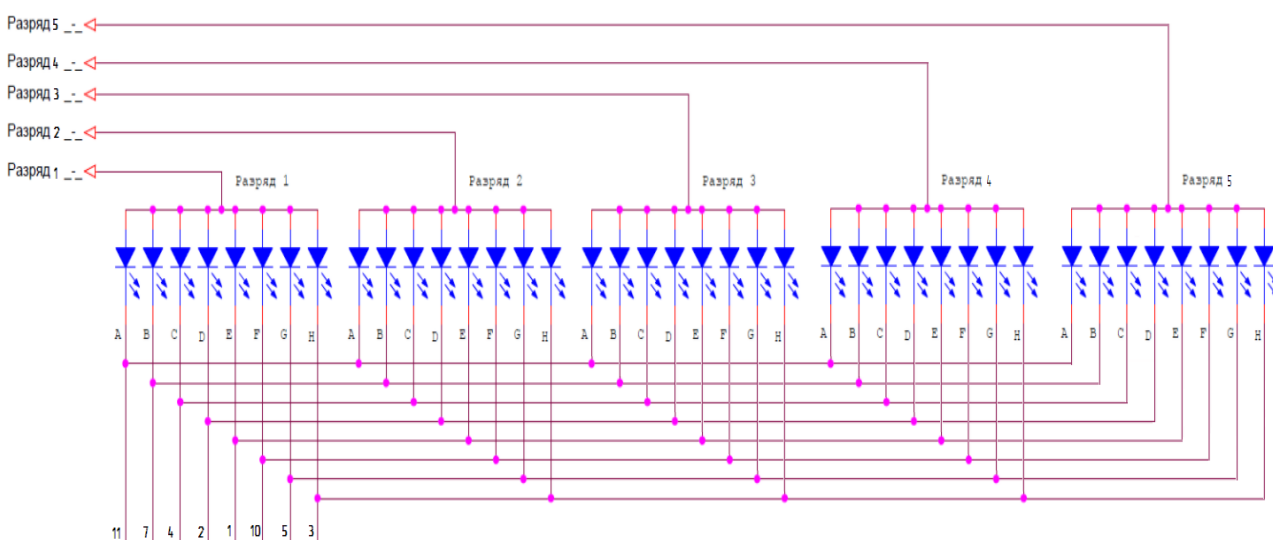 Разряд 5 _-_
Разряд 4 _-_
Разряд 3 _-_
Разряд 2 _-_
Разряд 1 _-_
Разряд 1 Разряд 2 Разряд 3 Разряд 4 Разряд 5
A B C D E F G H A B C D E F G H A B C D E F G H A B C D E F G H A B C D E F G H
11 7 4 2 1 10 5 3